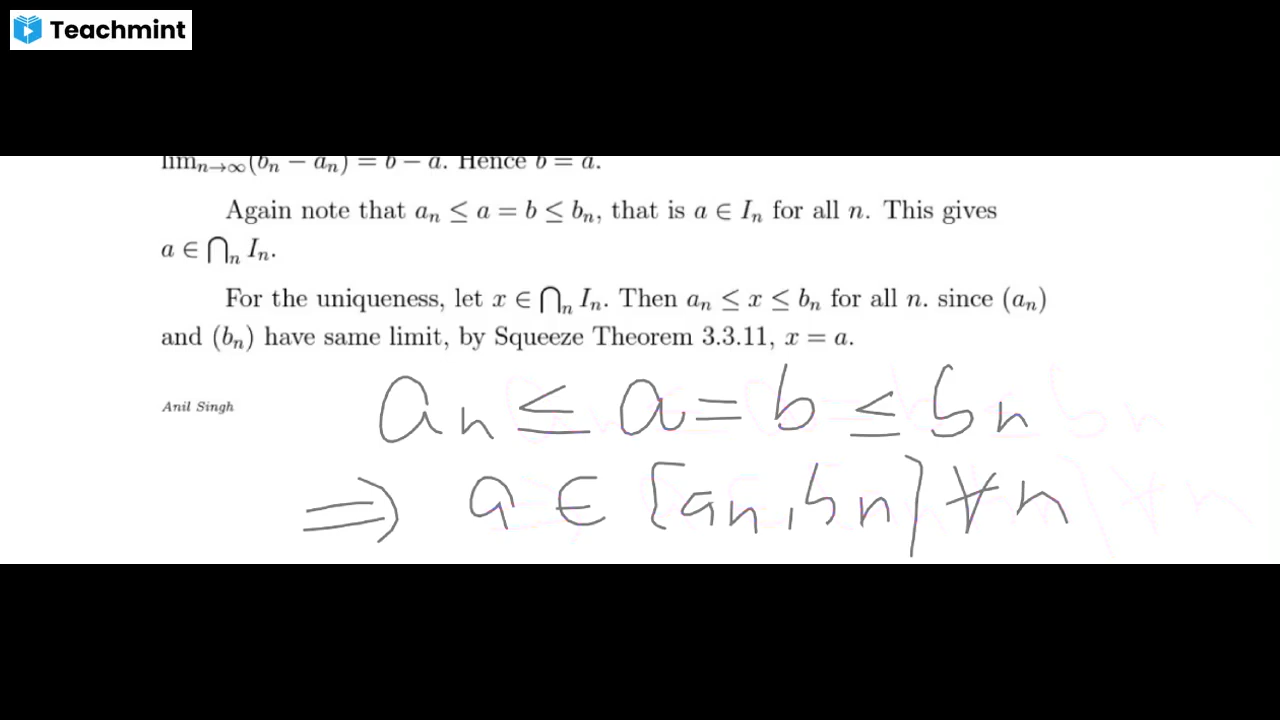 Teachmint
lim_{n→∞}(b_n − a_n) = b − a. Hence b = a.
Again note that a_n ≤ a = b ≤ b_n, that is a ∈ I_n for all n. This gives
a ∈ ⋂_n I_n.
For the uniqueness, let x ∈ ⋂_n I_n. Then a_n ≤ x ≤ b_n for all n. since (a_n)
and (b_n) have same limit, by Squeeze Theorem 3.3.11, x = a.
Anil Singh
a_n ≤ a = b ≤ b_n
⇒ a ∈ [a_n, b_n] ∀ n